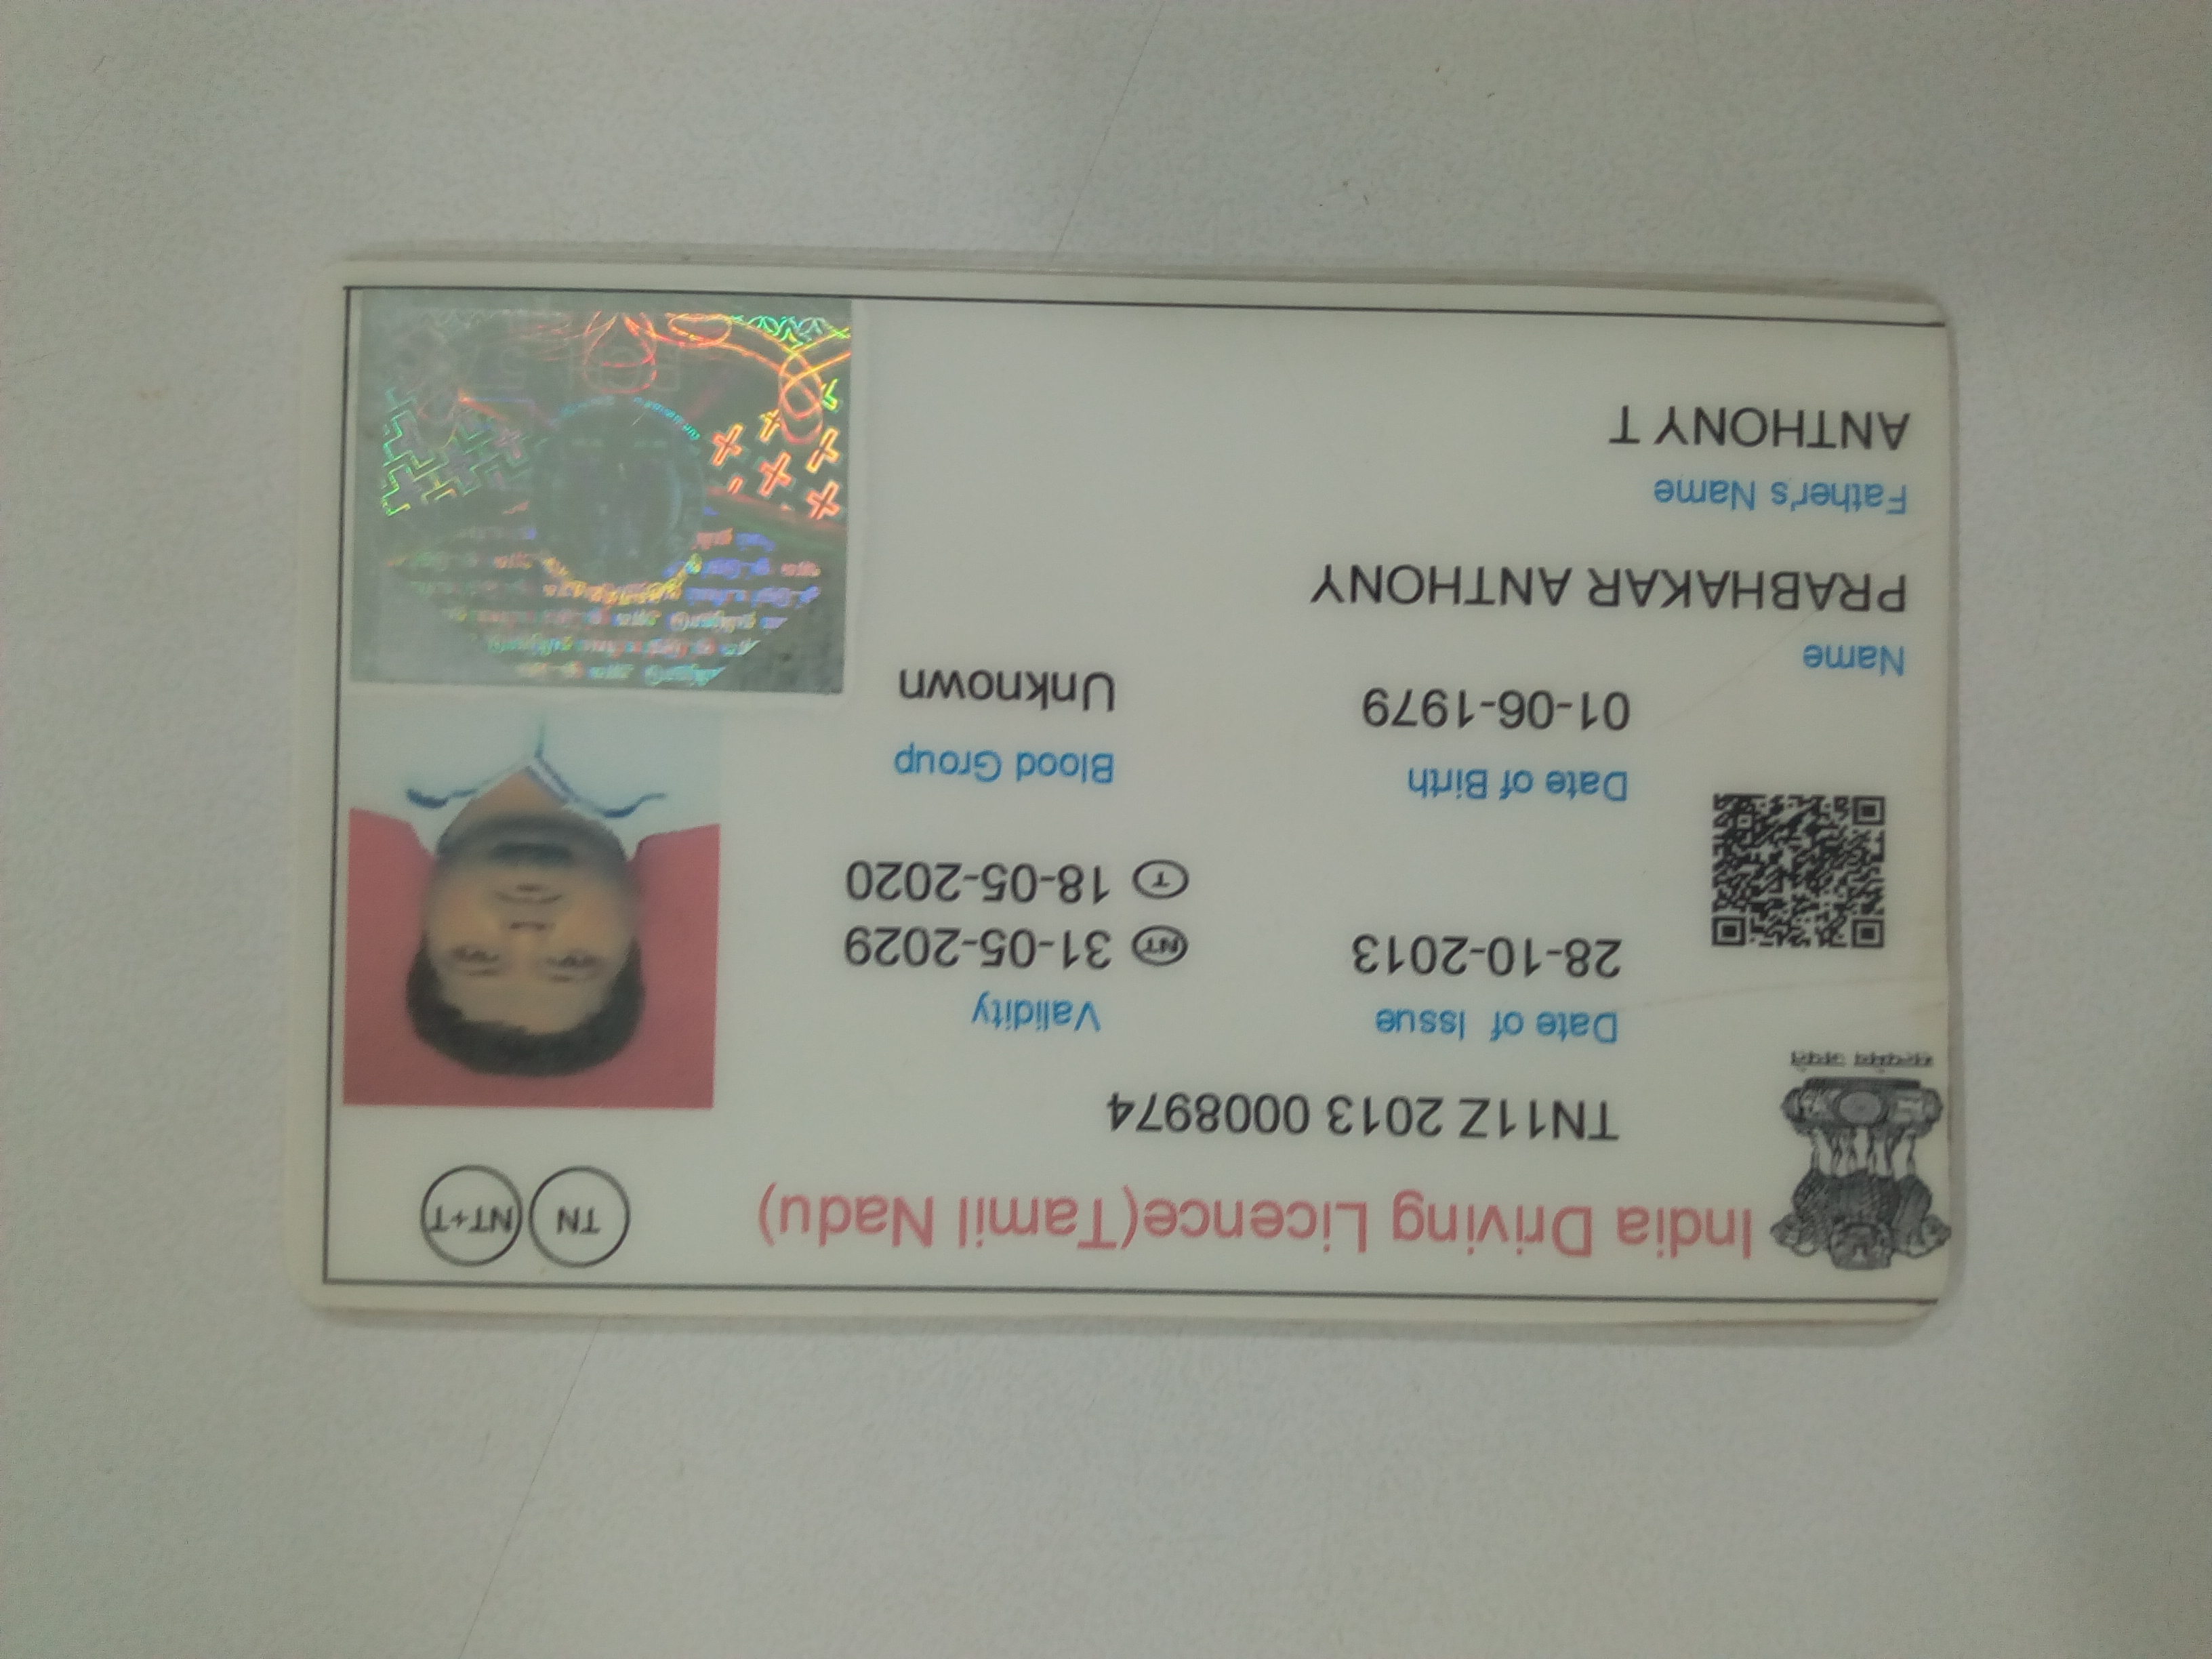 India Driving Licence(Tamil Nadu)
TN
NT+T
TN11Z 2013 0008974
Date of Issue
Validity
28-10-2013
NT 31-05-2029
T 18-05-2020
Date of Birth
Blood Group
01-06-1979
Unknown
Name
PRABHAKAR ANTHONY
Father's Name
ANTHONY T